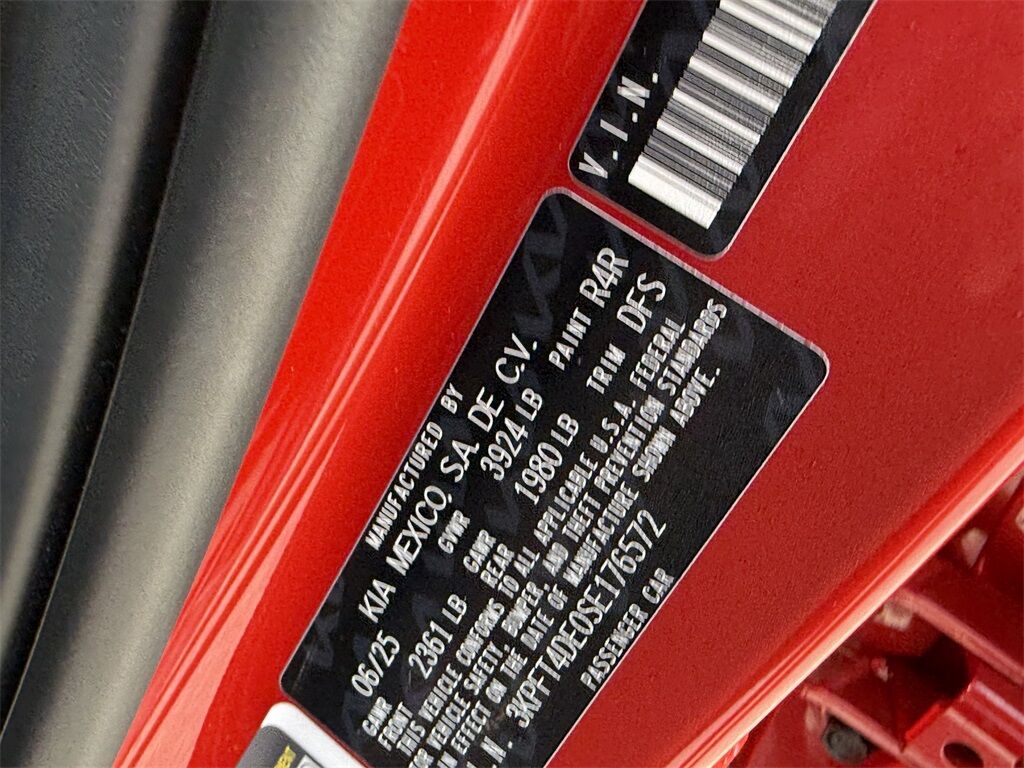 V.I.N.
MANUFACTURED BY
KIA MEXICO, S.A. DE C.V.
06/25 GVWR 3924 LB PAINT R4R
GAWR FRONT 2361 LB GAWR REAR 1980 LB TRIM DFS
THIS VEHICLE CONFORMS TO ALL APPLICABLE U.S.A. FEDERAL
OR VEHICLE SAFETY, BUMPER, AND THEFT PREVENTION STANDARDS
IN EFFECT ON THE DATE OF MANUFACTURE SHOWN ABOVE.
.N. 3KPFT4DE0SE176572
PASSENGER CAR